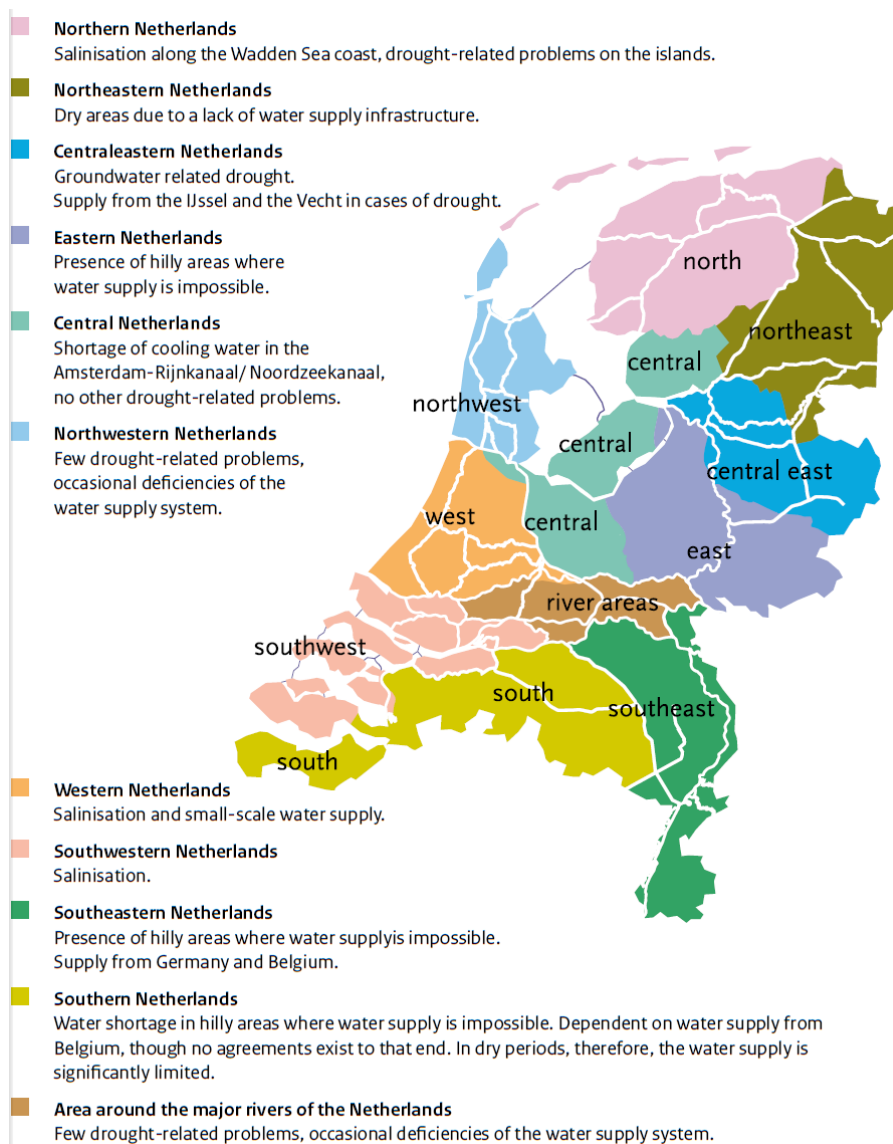 Northern Netherlands
Salinisation along the Wadden Sea coast, drought-related problems on the islands.
Northeastern Netherlands
Dry areas due to a lack of water supply infrastructure.
Centraleastern Netherlands
Groundwater related drought.
Supply from the IJssel and the Vecht in cases of drought.
Eastern Netherlands
Presence of hilly areas where
water supply is impossible.
Central Netherlands
Shortage of cooling water in the
Amsterdam-Rijnkanaal/ Noordzeekanaal,
no other drought-related problems.
Northwestern Netherlands
Few drought-related problems,
occasional deficiencies of the
water supply system.
north
northeast
central
northwest
central
central east
west
central
east
river areas
southwest
south
southeast
south
Western Netherlands
Salinisation and small-scale water supply.
Southwestern Netherlands
Salinisation.
Southeastern Netherlands
Presence of hilly areas where water supplyis impossible.
Supply from Germany and Belgium.
Southern Netherlands
Water shortage in hilly areas where water supply is impossible. Dependent on water supply from
Belgium, though no agreements exist to that end. In dry periods, therefore, the water supply is
significantly limited.
Area around the major rivers of the Netherlands
Few drought-related problems, occasional deficiencies of the water supply system.